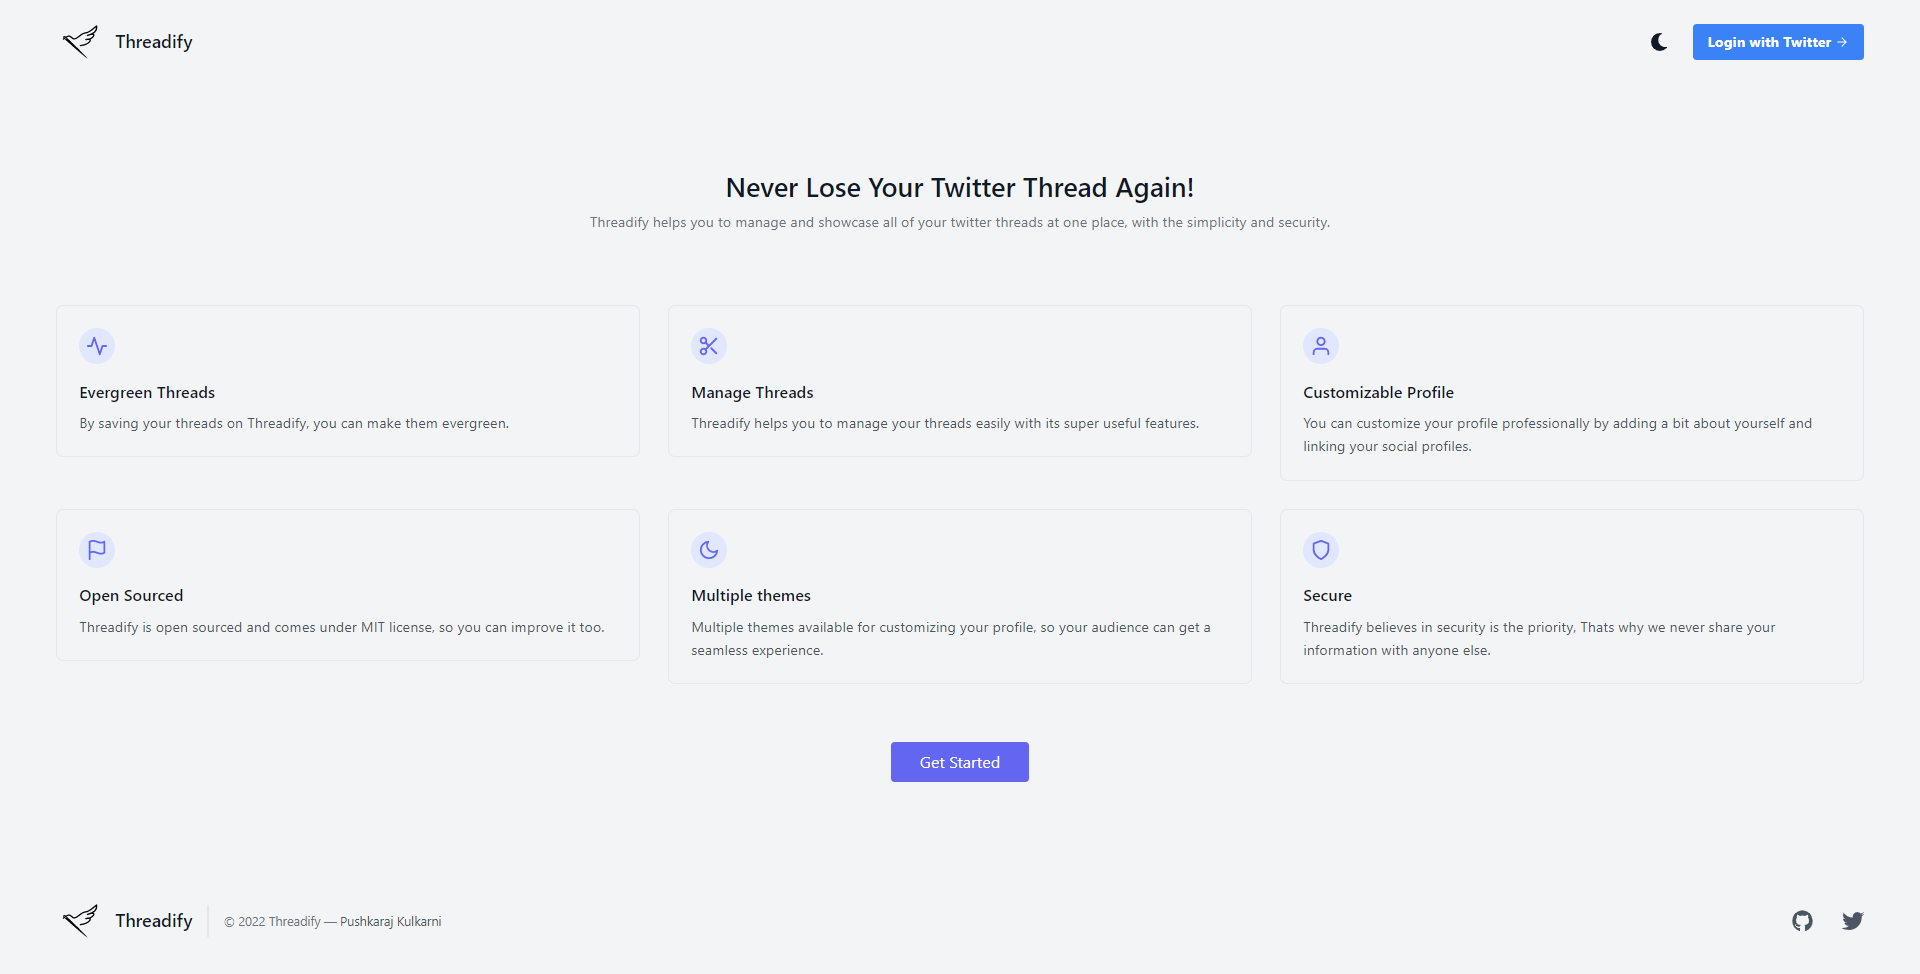 Threadify
Login with Twitter →
Never Lose Your Twitter Thread Again!
Threadify helps you to manage and showcase all of your twitter threads at one place, with the simplicity and security.
Evergreen Threads
By saving your threads on Threadify, you can make them evergreen.
Manage Threads
Threadify helps you to manage your threads easily with its super useful features.
Customizable Profile
You can customize your profile professionally by adding a bit about yourself and
linking your social profiles.
Open Sourced
Threadify is open sourced and comes under MIT license, so you can improve it too.
Multiple themes
Multiple themes available for customizing your profile, so your audience can get a
seamless experience.
Secure
Threadify believes in security is the priority, Thats why we never share your
information with anyone else.
Get Started
Threadify
© 2022 Threadify — Pushkaraj Kulkarni